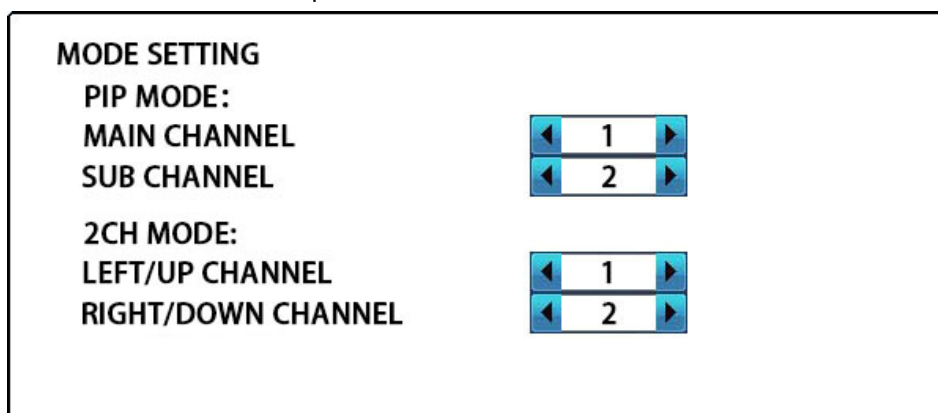 MODE SETTING
PIP MODE:
MAIN CHANNEL 1
SUB CHANNEL 2
2CH MODE:
LEFT/UP CHANNEL 1
RIGHT/DOWN CHANNEL 2